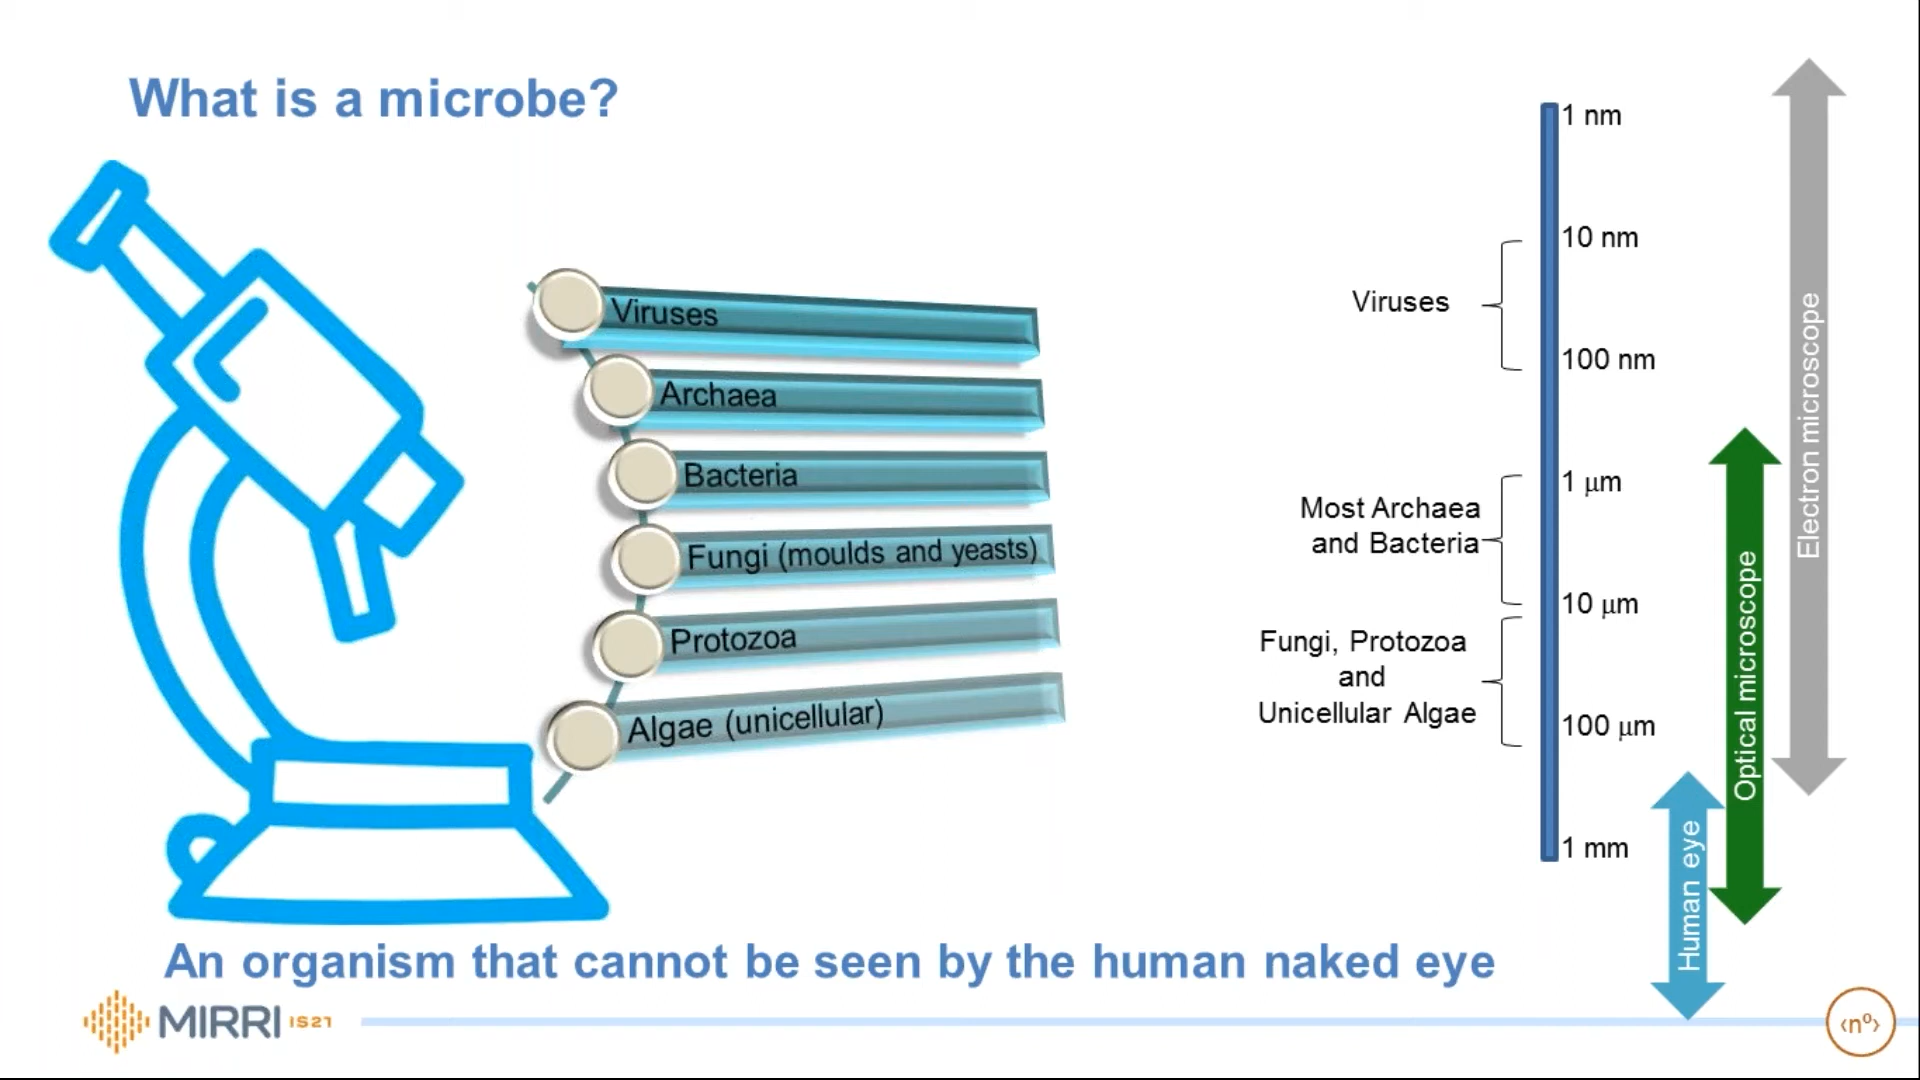 What is a microbe?
Viruses
Archaea
Bacteria
Fungi (moulds and yeasts)
Protozoa
Algae (unicellular)
Viruses
Most Archaea
and Bacteria
Fungi, Protozoa
and
Unicellular Algae
1 nm
10 nm
100 nm
1 μm
10 μm
100 μm
1 mm
Human eye
Optical microscope
Electron microscope
An organism that cannot be seen by the human naked eye
MIRRI IS21
‹nº›